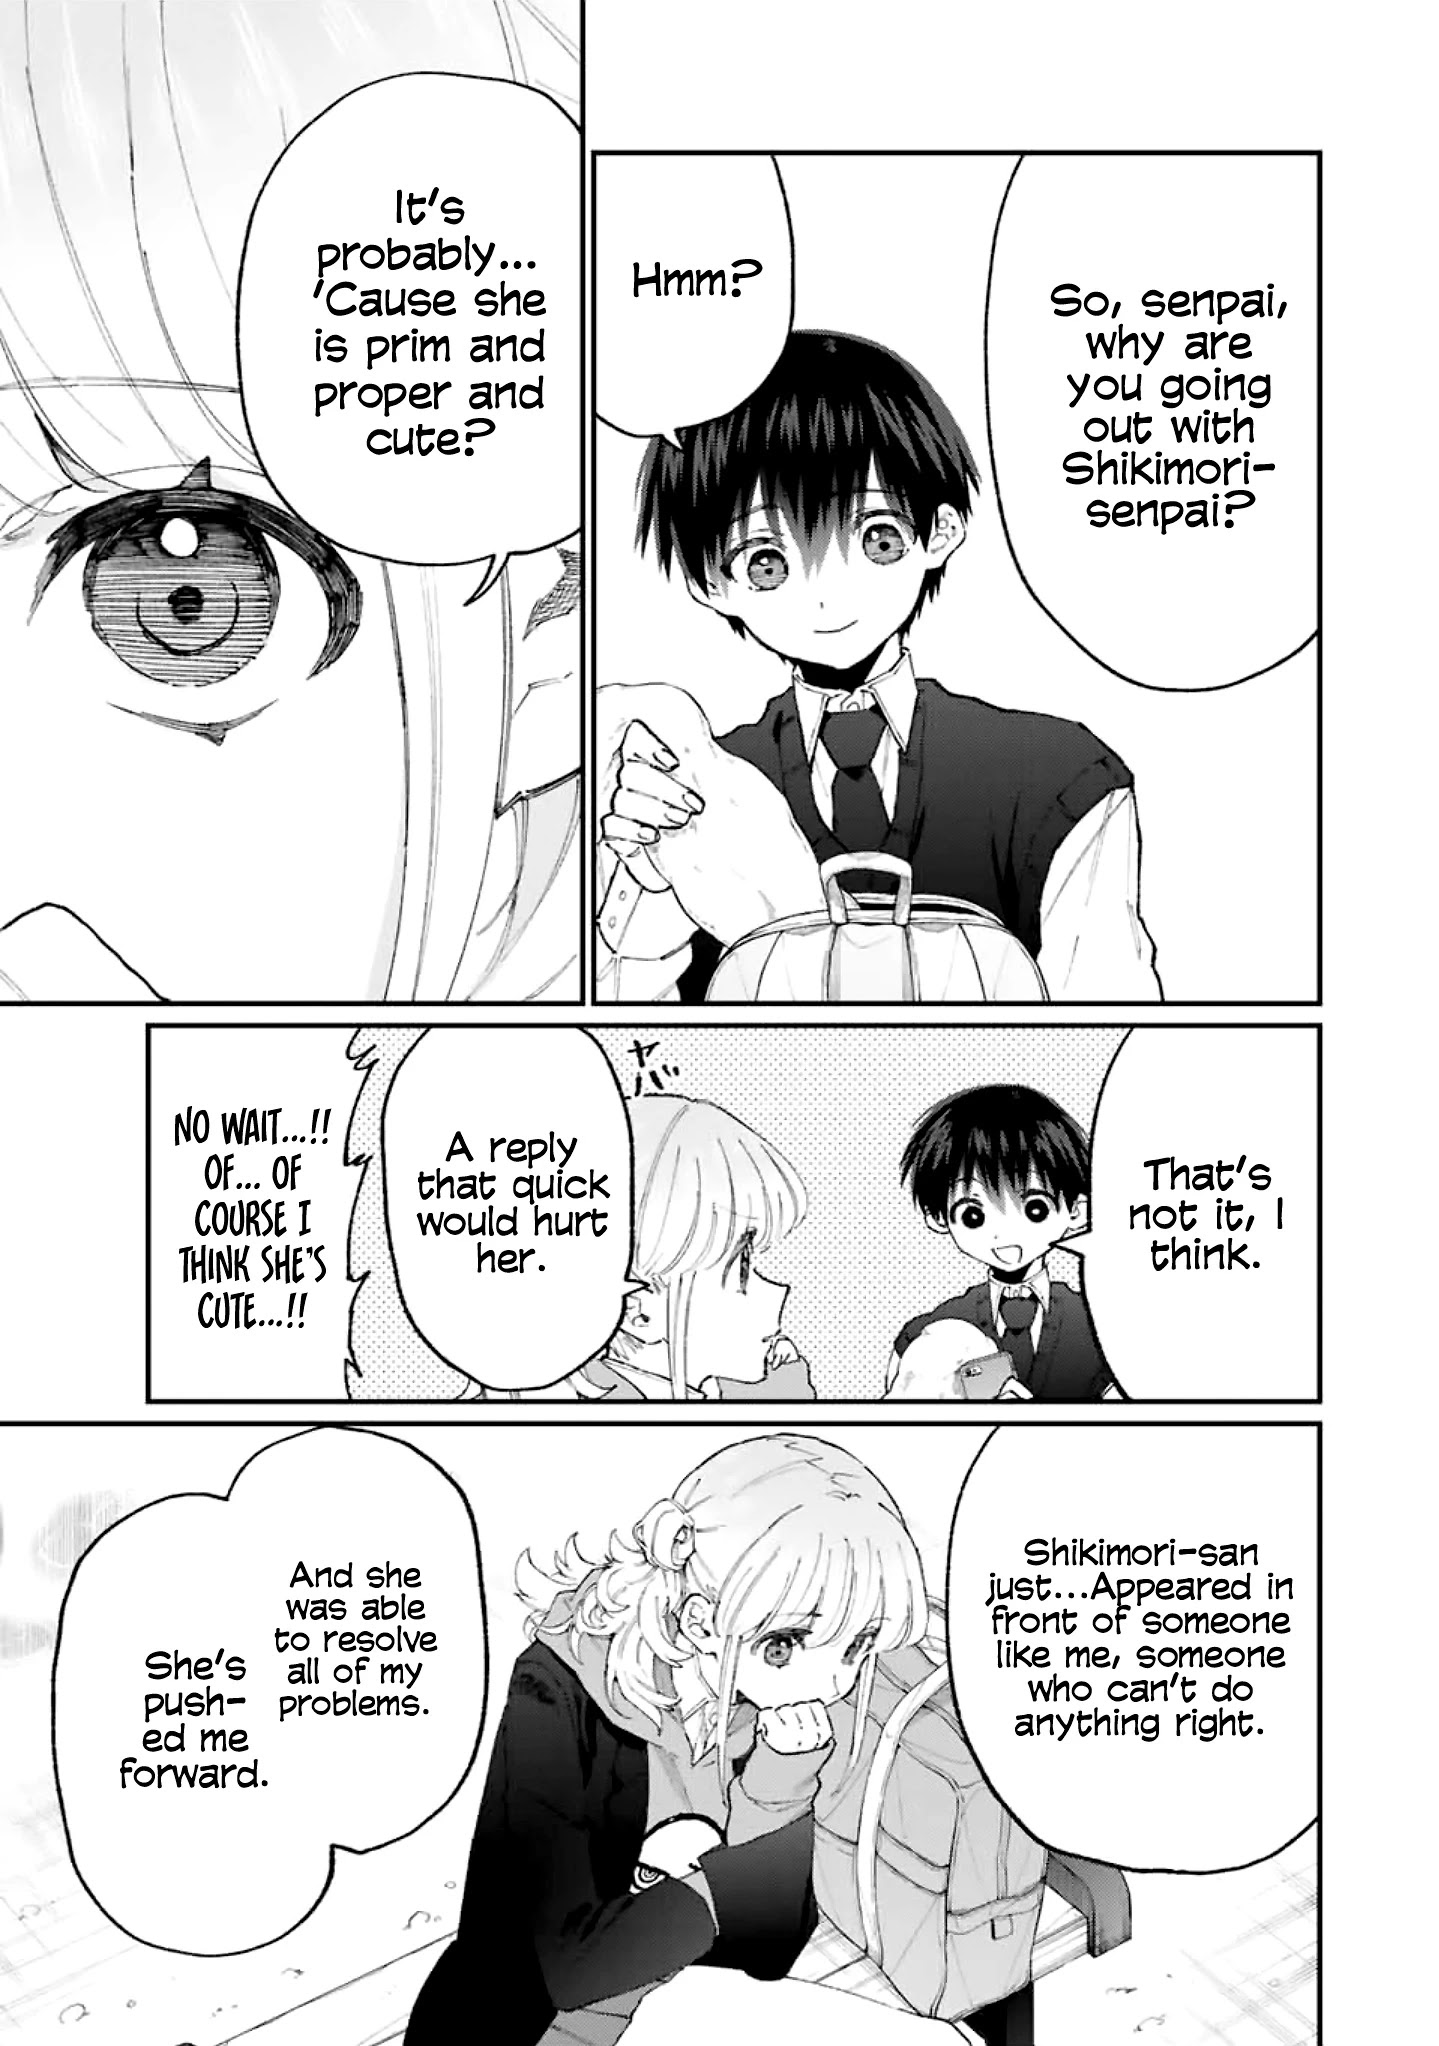 So, senpai,
why are
you going
out with
Shikimori-
senpai?
Hmm?
It's
probably...
'Cause she
is prim and
proper and
cute?
That's
not it, I
think.
ヤバ
A reply
that quick
would hurt
her.
NO WAIT...!!
OF... OF
COURSE I
THINK SHE'S
CUTE...!!
Shikimori-san
just...Appeared in
front of someone
like me, someone
who can't do
anything right.
And she
was able
to resolve
all of my
problems.
She's
push-
ed me
forward.